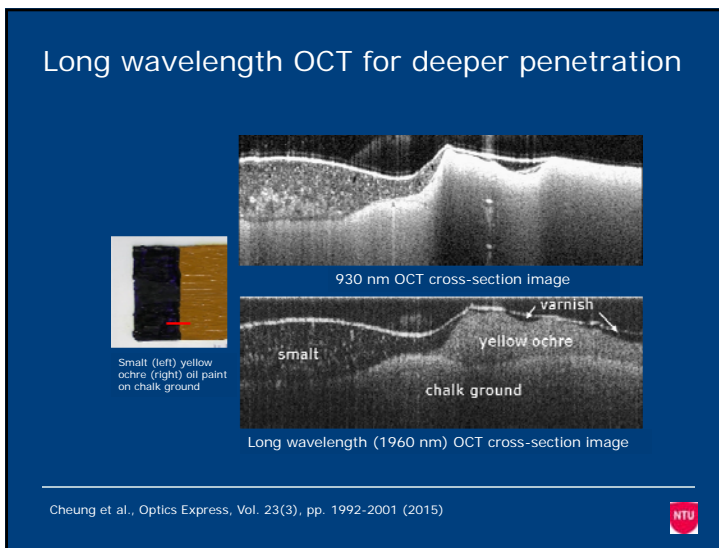 Long wavelength OCT for deeper penetration
930 nm OCT cross-section image
Smalt (left) yellow
ochre (right) oil paint
on chalk ground
varnish
smalt
yellow ochre
chalk ground
Long wavelength (1960 nm) OCT cross-section image
Cheung et al., Optics Express, Vol. 23(3), pp. 1992-2001 (2015)
NTU